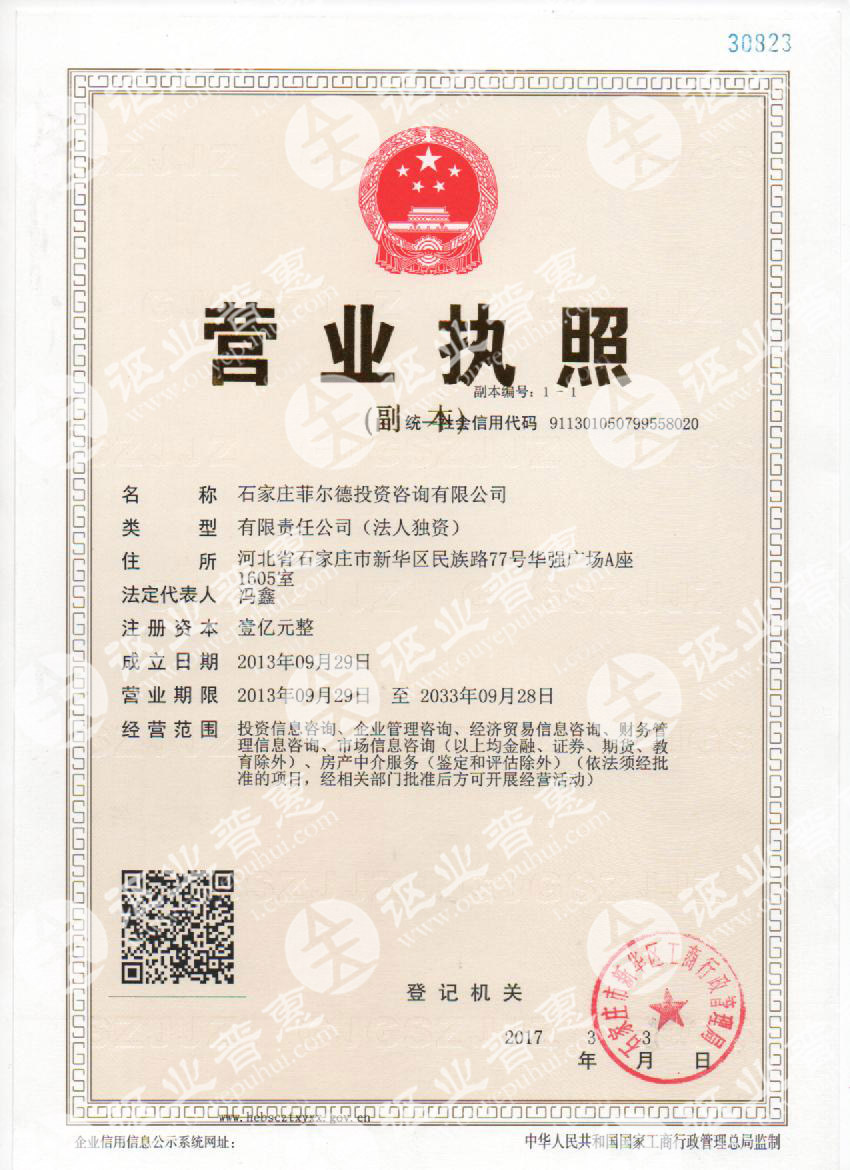 30823
营业执照
副本编号：1-1
(副本)
统一社会信用代码 911301050799558020
名称 石家庄菲尔德投资咨询有限公司
类型 有限责任公司（法人独资）
住所 河北省石家庄市新华区民族路77号华强广场A座
1605室
法定代表人 冯鑫
注册资本 壹亿元整
成立日期 2013年09月29日
营业期限 2013年09月29日 至 2033年09月28日
经营范围 投资信息咨询、企业管理咨询、经济贸易信息咨询、财务管
理信息咨询、市场信息咨询（以上均金融、证券、期货、教
育除外）、房产中介服务（鉴定和评估除外）（依法须经批
准的项目，经相关部门批准后方可开展经营活动）
登记机关
石家庄市新华区工商行政管理局
2017 3 3
年 月 日
www.hebscztxyxx.gov.cn
企业信用信息公示系统网址：
中华人民共和国国家工商行政管理总局监制
讴业普惠
www.ouyepuhui.com